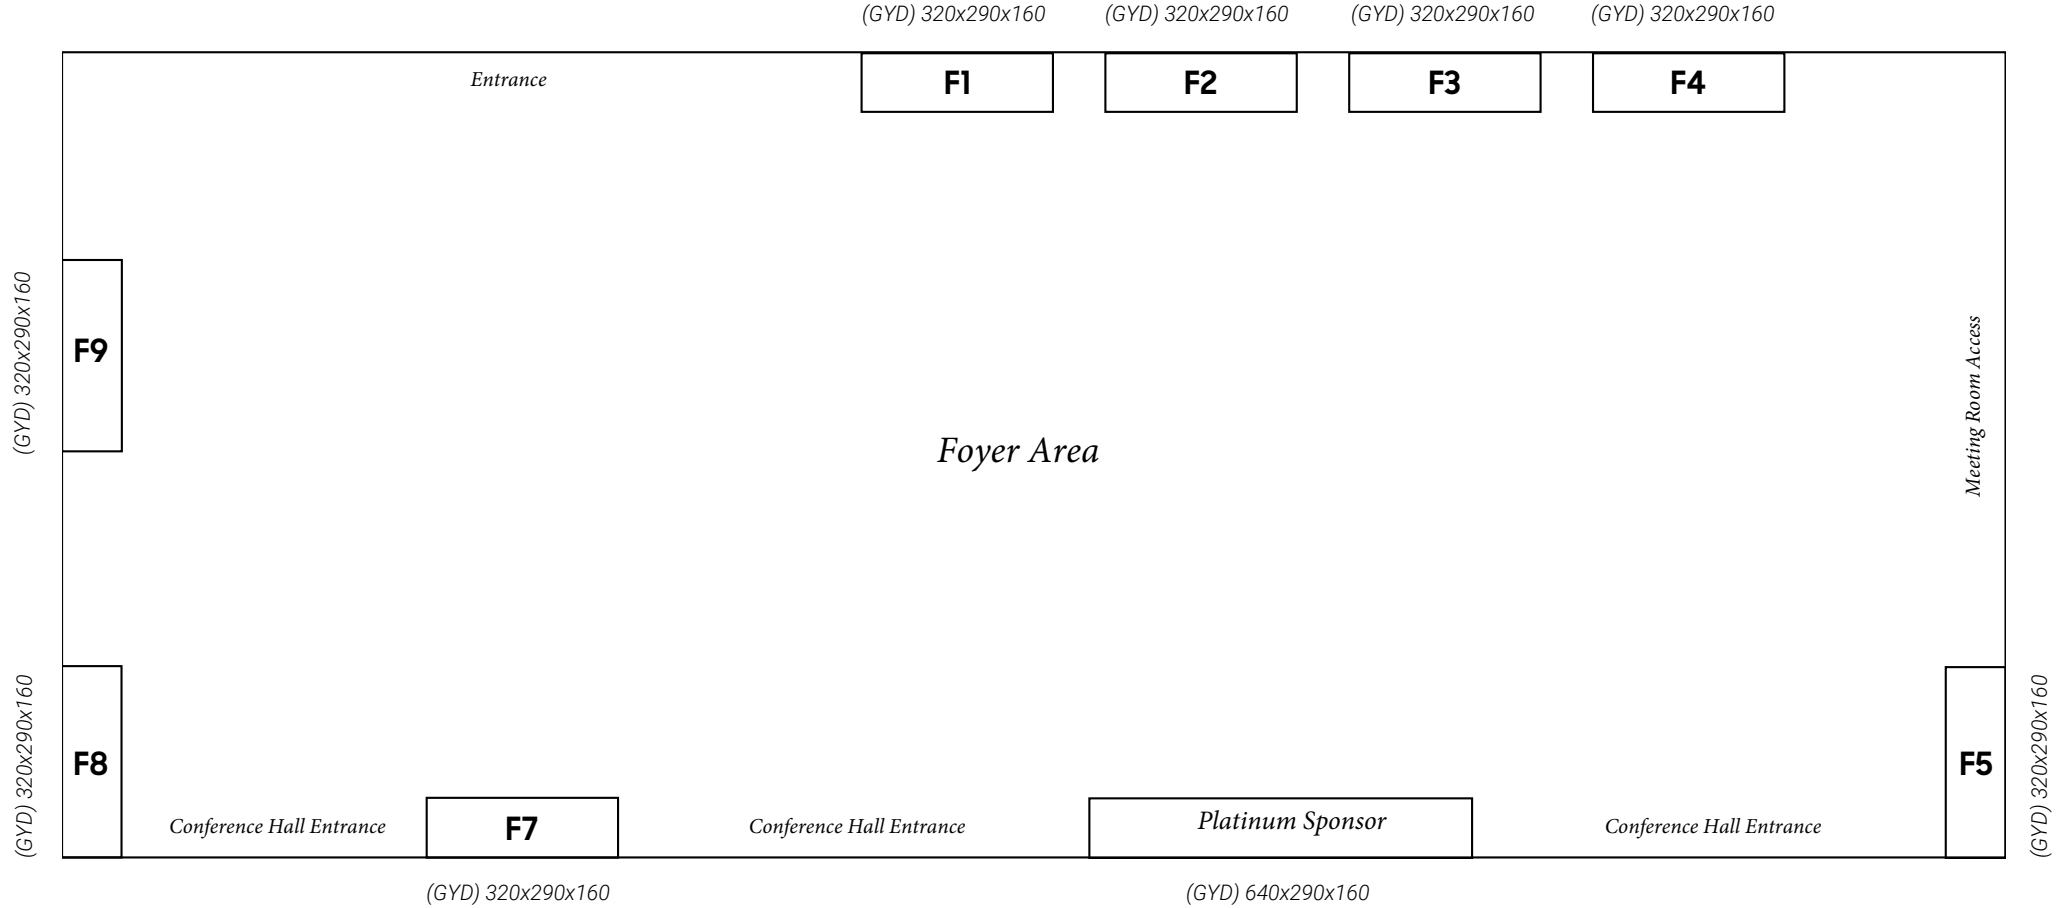 (GYD) 320x290x160
(GYD) 320x290x160
(GYD) 320x290x160
(GYD) 320x290x160
Entrance
F1
F2
F3
F4
(GYD) 320x290x160
F9
Foyer Area
Meeting Room Access
(GYD) 320x290x160
F8
Conference Hall Entrance
F7
Conference Hall Entrance
Platinum Sponsor
Conference Hall Entrance
F5
(GYD) 320x290x160
(GYD) 320x290x160
(GYD) 640x290x160